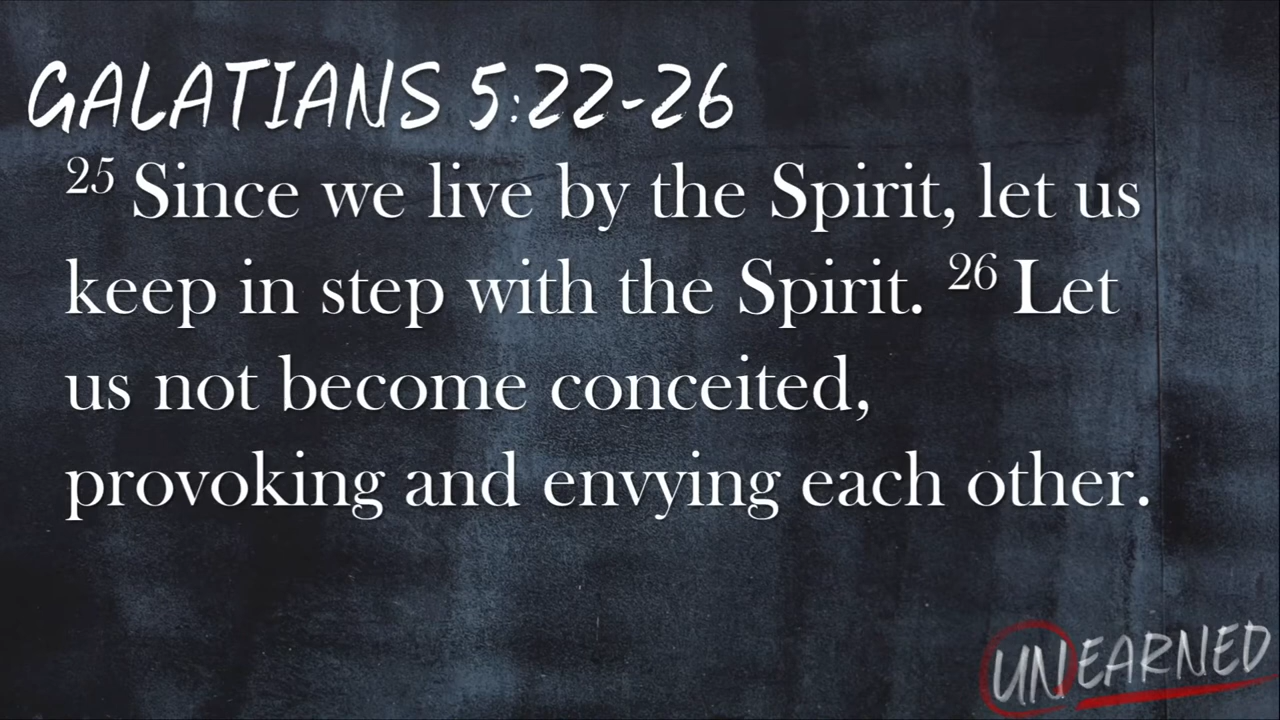 GALATIANS 5:22-26
25 Since we live by the Spirit, let us
keep in step with the Spirit. 26 Let
us not become conceited,
provoking and envying each other.
UNEARNED